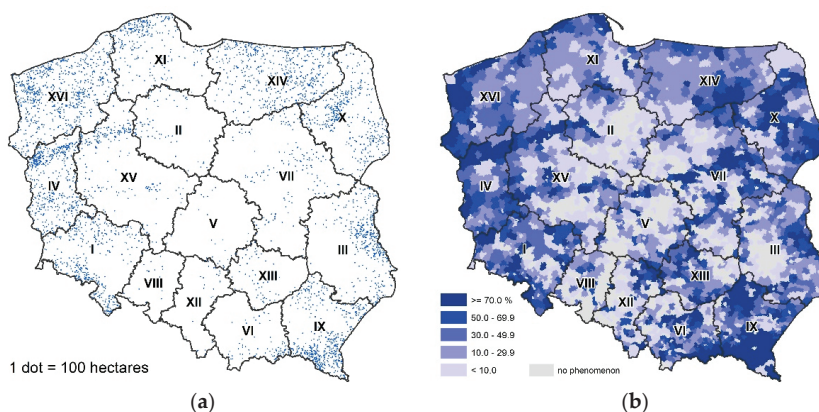 XI
XIV
XVI
X
II
VII
IV
XV
V
I
III
VIII
XII
XIII
VI
IX
1 dot = 100 hectares
(a)
XI
XIV
XVI
X
II
VII
IV
XV
V
I
III
VIII
XII
XIII
VI
IX
>= 70.0 %
50.0 - 69.9
30.0 - 49.9
10.0 - 29.9
< 10.0
no phenomenon
(b)